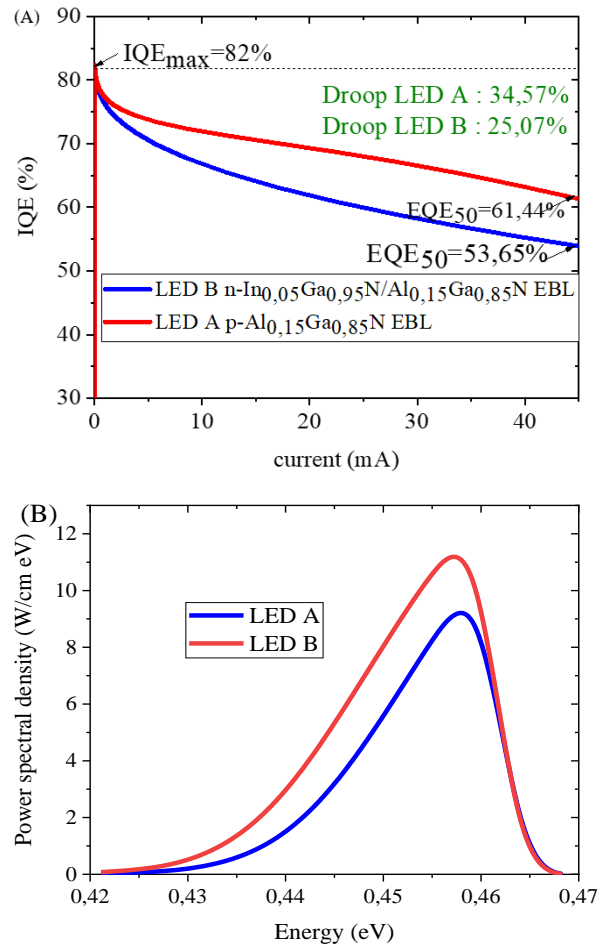 (A)
IQEmax=82%
Droop LED A : 34,57%
Droop LED B : 25,07%
EQE50=61,44%
EQE50=53,65%
LED B n-In0,05Ga0,95N/Al0,15Ga0,85N EBL
LED A p-Al0,15Ga0,85N EBL
90
80
70
60
50
40
30
IQE (%)
0
10
20
30
40
current (mA)
(B)
12
10
8
6
4
2
0
Power spectral density (W/cm eV)
LED A
LED B
0,42
0,43
0,44
0,45
0,46
0,47
Energy (eV)